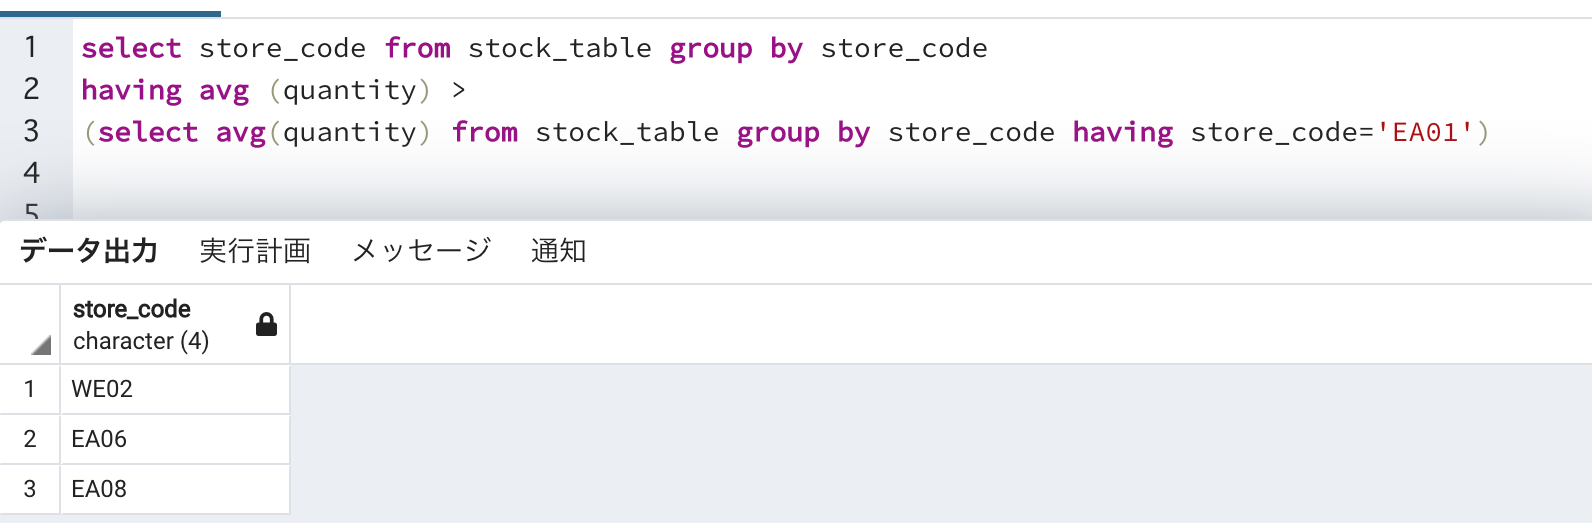 1 select store_code from stock_table group by store_code
2 having avg (quantity) >
3 (select avg(quantity) from stock_table group by store_code having store_code='EA01')
4
5
データ出力 実行計画 メッセージ 通知
store_code
character (4)
1 WE02
2 EA06
3 EA08